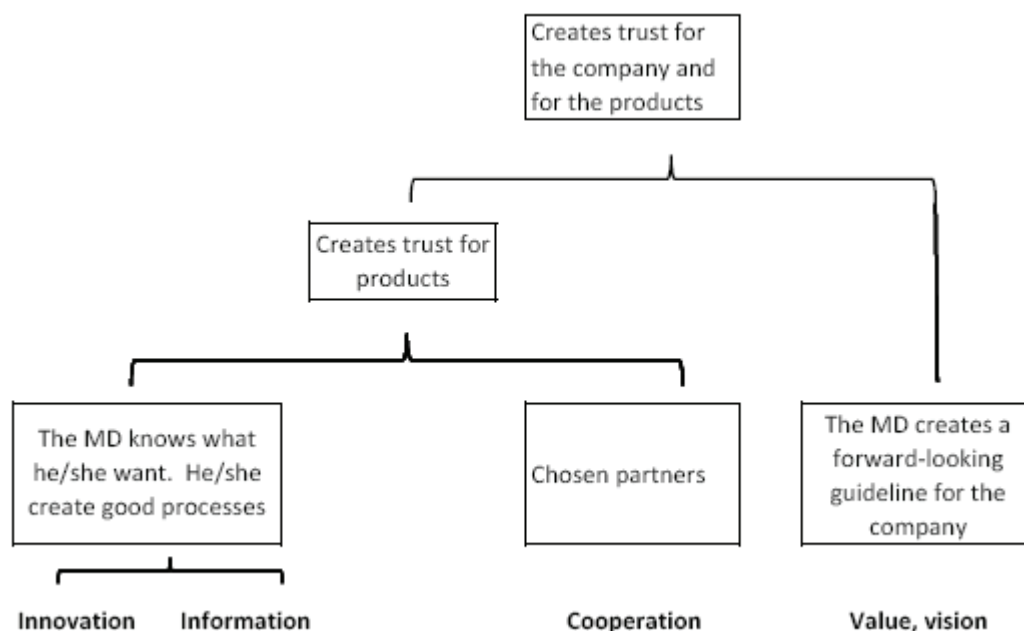 Creates trust for
the company and
for the products
Creates trust for
products
The MD knows what
he/she want. He/she
create good processes
Chosen partners
The MD creates a
forward-looking
guideline for the
company
Innovation
Information
Cooperation
Value, vision